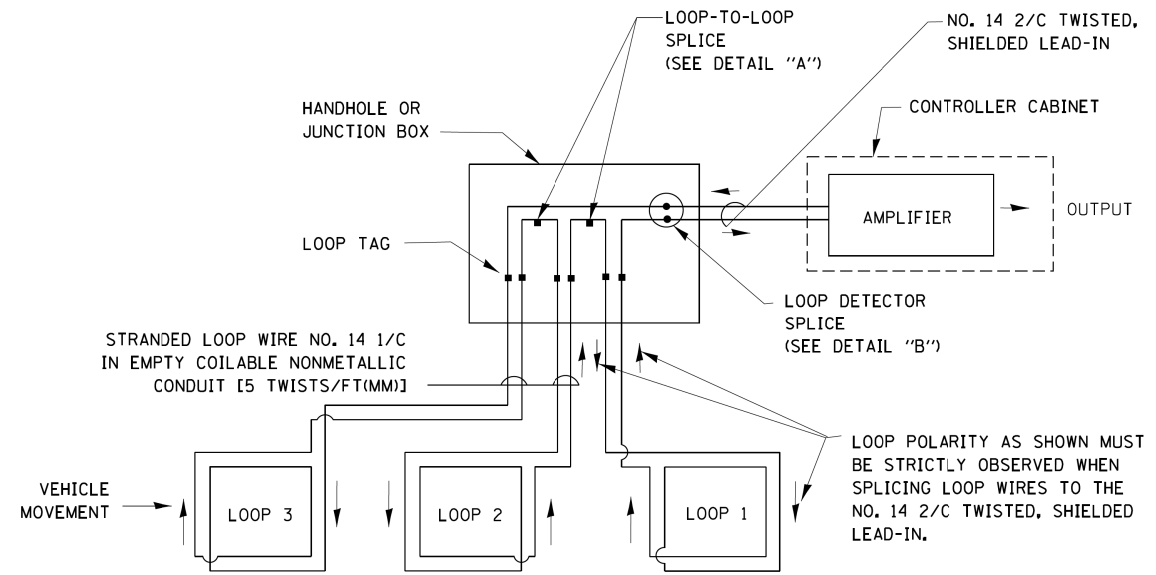 LOOP-TO-LOOP
SPLICE
(SEE DETAIL "A")
NO. 14 2/C TWISTED,
SHIELDED LEAD-IN
HANDHOLE OR
JUNCTION BOX
CONTROLLER CABINET
AMPLIFIER
OUTPUT
LOOP TAG
LOOP DETECTOR
SPLICE
(SEE DETAIL "B")
STRANDED LOOP WIRE NO. 14 1/C
IN EMPTY COILABLE NONMETALLIC
CONDUIT [5 TWISTS/FT(MM)]
LOOP POLARITY AS SHOWN MUST
BE STRICTLY OBSERVED WHEN
SPLICING LOOP WIRES TO THE
NO. 14 2/C TWISTED, SHIELDED
LEAD-IN.
VEHICLE
MOVEMENT
LOOP 3
LOOP 2
LOOP 1